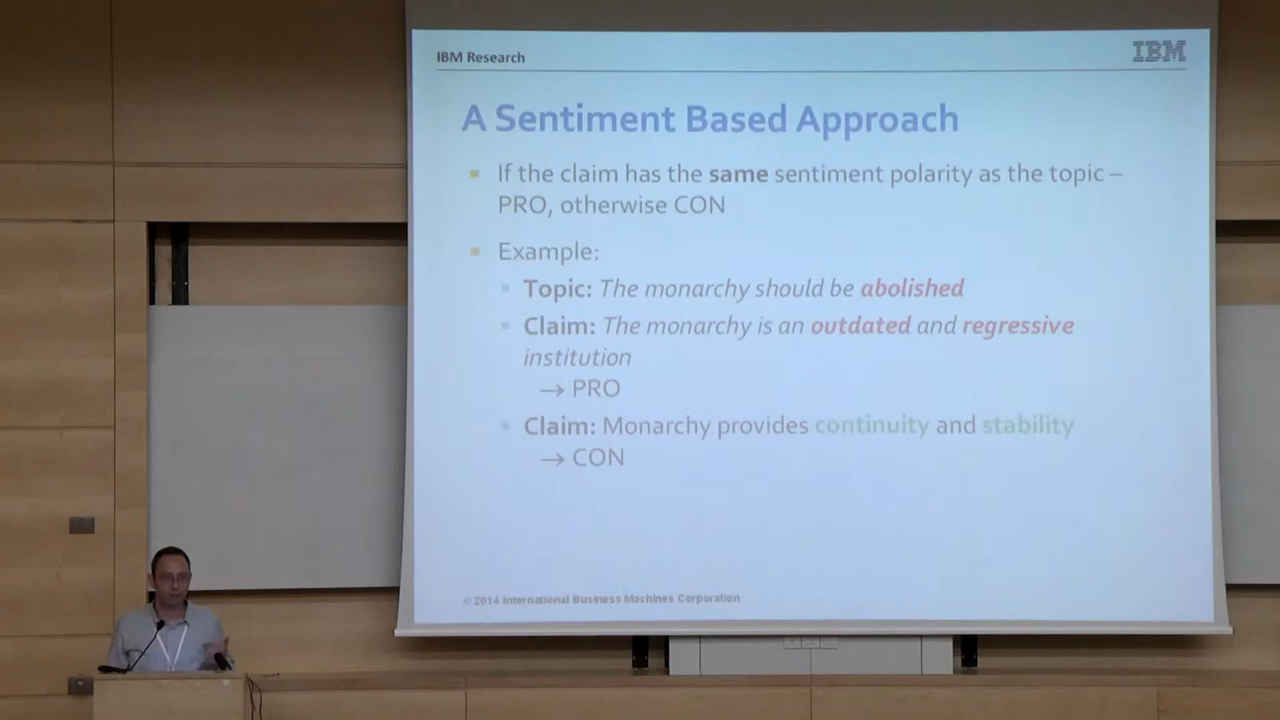 IBM Research
IBM
A Sentiment Based Approach
If the claim has the same sentiment polarity as the topic –
PRO, otherwise CON
Example:
Topic: The monarchy should be abolished
Claim: The monarchy is an outdated and regressive
institution
→ PRO
Claim: Monarchy provides continuity and stability
→ CON
© 2014 International Business Machines Corporation